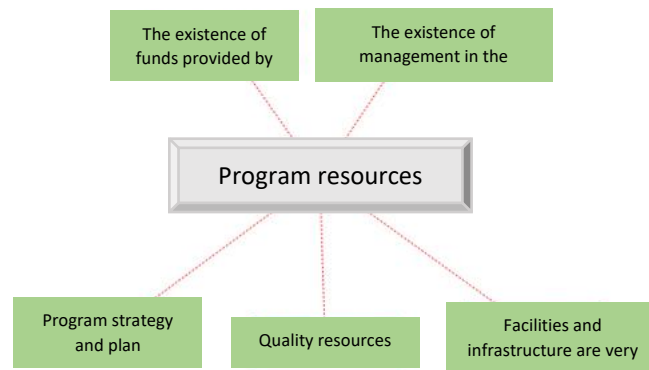 The existence of
funds provided by
The existence of
management in the
Program resources
Program strategy
and plan
Quality resources
Facilities and
infrastructure are very